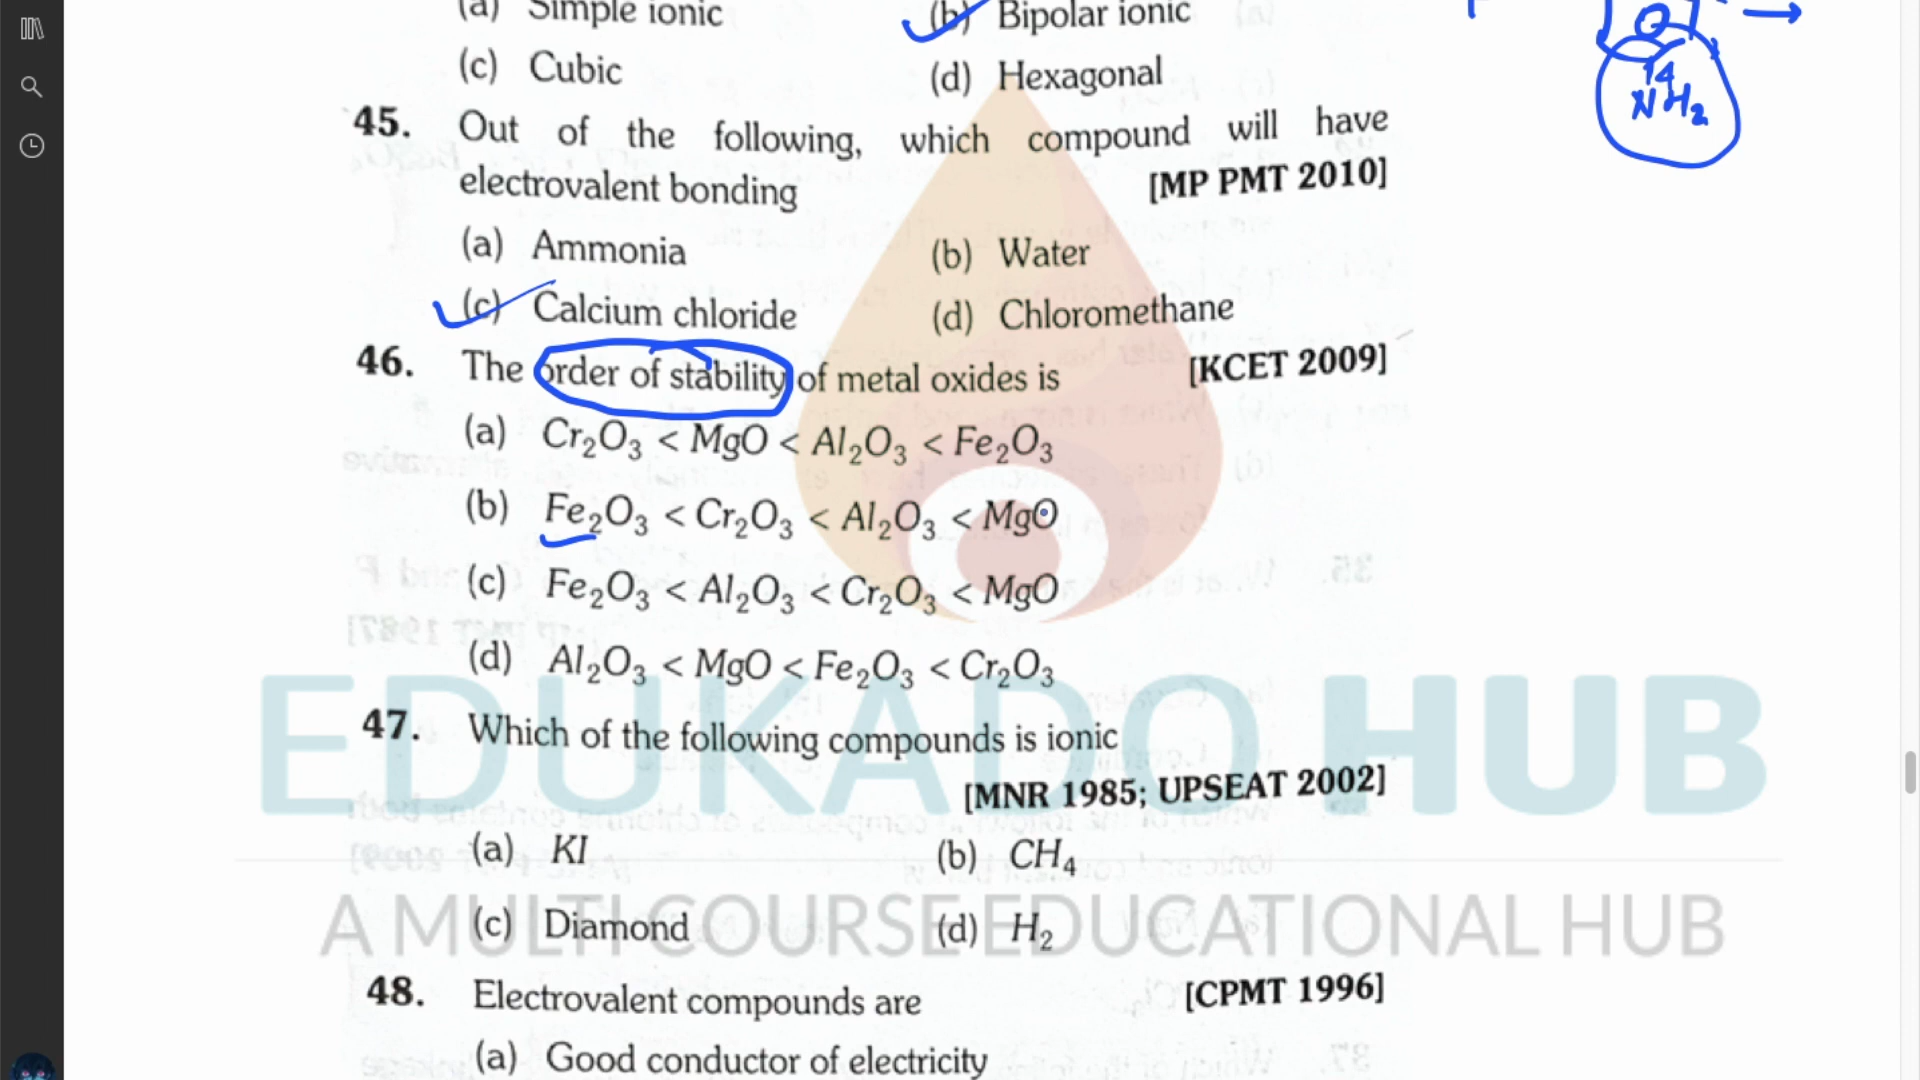 (a) Simple ionic (b) Bipolar ionic
(c) Cubic (d) Hexagonal
45. Out of the following, which compound will have
electrovalent bonding [MP PMT 2010]
(a) Ammonia (b) Water
(c) Calcium chloride (d) Chloromethane
46. The order of stability of metal oxides is [KCET 2009]
(a) Cr₂O₃ < MgO < Al₂O₃ < Fe₂O₃
(b) Fe₂O₃ < Cr₂O₃ < Al₂O₃ < MgO
(c) Fe₂O₃ < Al₂O₃ < Cr₂O₃ < MgO
(d) Al₂O₃ < MgO < Fe₂O₃ < Cr₂O₃
EDUKADO HUB
47. Which of the following compounds is ionic
[MNR 1985; UPSEAT 2002]
(a) KI (b) CH₄
A MULTI COURSE EDUCATIONAL HUB
(c) Diamond (d) H₂
48. Electrovalent compounds are [CPMT 1996]
(a) Good conductor of electricity
NH₂